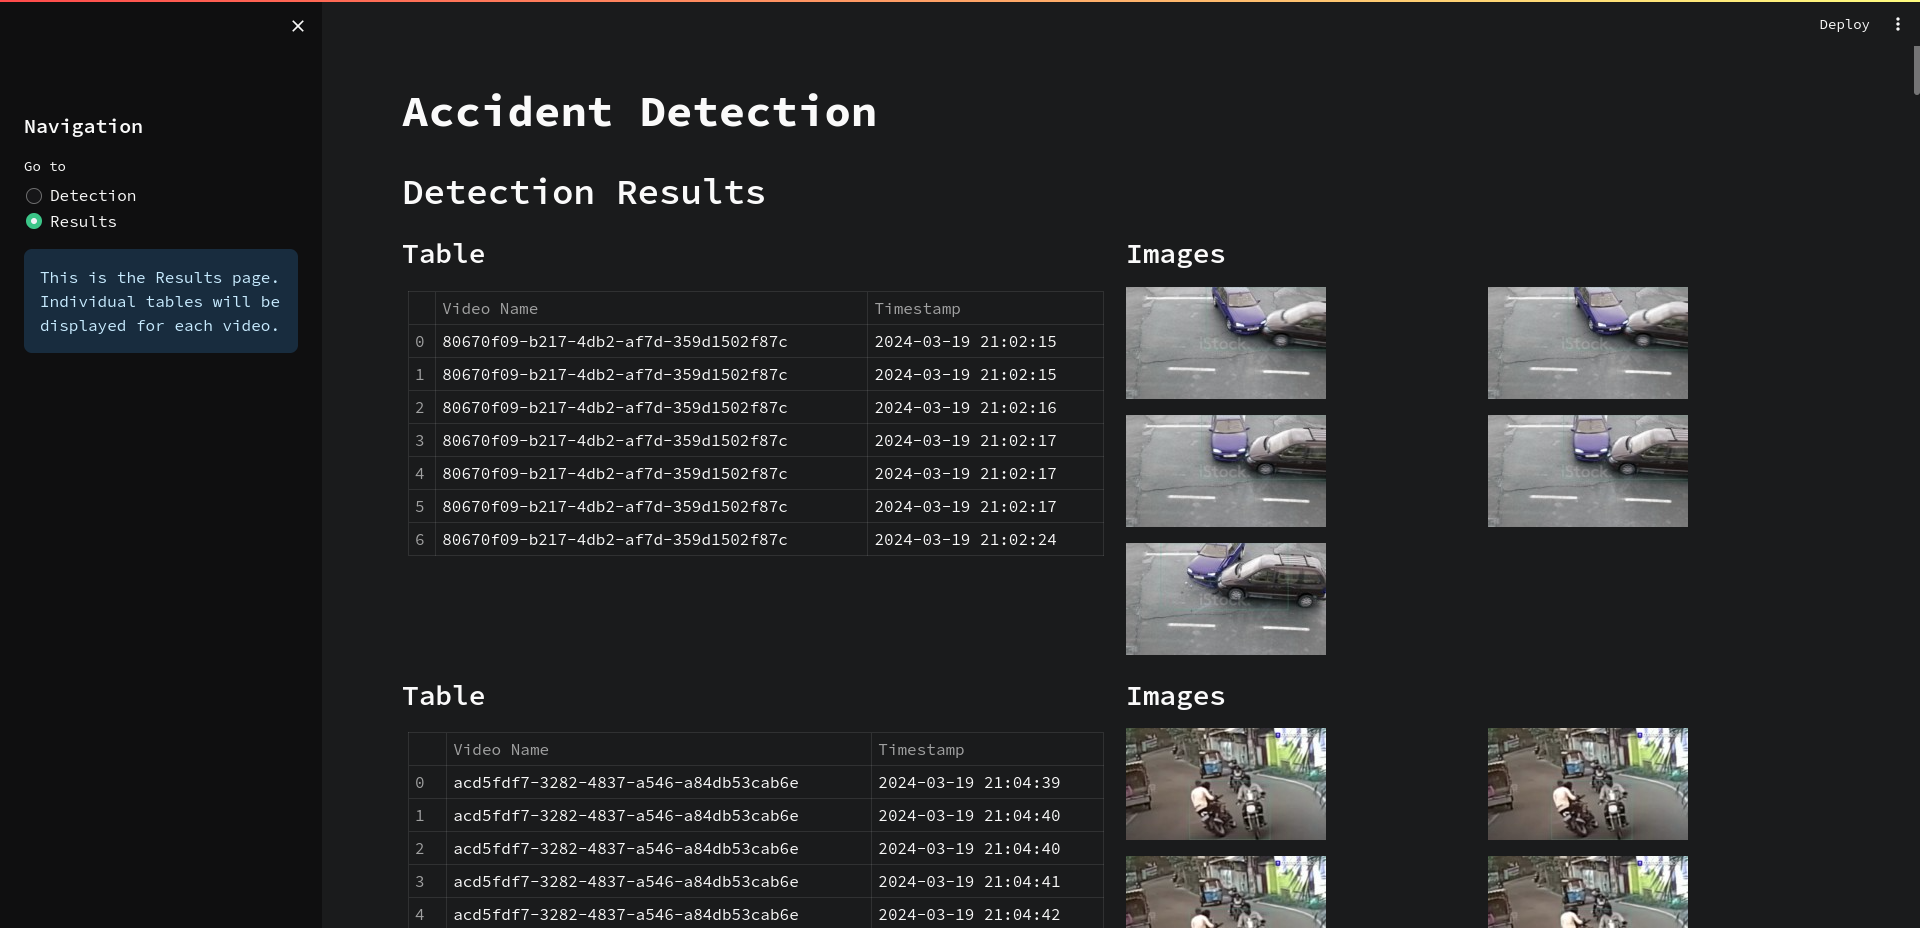 Deploy
Navigation
Go to
Detection
Results
This is the Results page.
Individual tables will be
displayed for each video.
Accident Detection
Detection Results
Table
Video Name Timestamp
0 80670f09-b217-4db2-af7d-359d1502f87c 2024-03-19 21:02:15
1 80670f09-b217-4db2-af7d-359d1502f87c 2024-03-19 21:02:15
2 80670f09-b217-4db2-af7d-359d1502f87c 2024-03-19 21:02:16
3 80670f09-b217-4db2-af7d-359d1502f87c 2024-03-19 21:02:17
4 80670f09-b217-4db2-af7d-359d1502f87c 2024-03-19 21:02:17
5 80670f09-b217-4db2-af7d-359d1502f87c 2024-03-19 21:02:17
6 80670f09-b217-4db2-af7d-359d1502f87c 2024-03-19 21:02:24
Images
iStock
iStock
iStock
iStock
iStock
Table
Video Name Timestamp
0 acd5fdf7-3282-4837-a546-a84db53cab6e 2024-03-19 21:04:39
1 acd5fdf7-3282-4837-a546-a84db53cab6e 2024-03-19 21:04:40
2 acd5fdf7-3282-4837-a546-a84db53cab6e 2024-03-19 21:04:40
3 acd5fdf7-3282-4837-a546-a84db53cab6e 2024-03-19 21:04:41
4 acd5fdf7-3282-4837-a546-a84db53cab6e 2024-03-19 21:04:42
Images